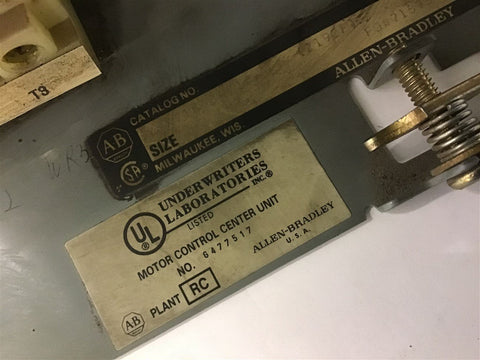 T8
CATALOG NO.
ALLEN-BRADLEY
AB
SIZE
SA
MILWAUKEE, WIS.
UNDERWRITERS
LABORATORIES
INC.®
UL
LISTED
MOTOR CONTROL CENTER UNIT
NO. 6477517
ALLEN-BRADLEY
U.S.A.
AB
PLANT RC